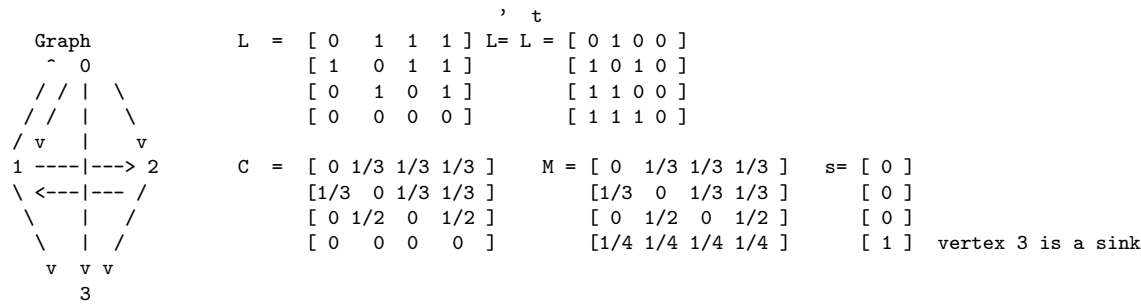 ,  t
  Graph              L  =  [ 0   1  1  1 ] L= L = [ 0 1 0 0 ]
   ^  0                    [ 1   0  1  1 ]        [ 1 0 1 0 ]
  / / |  \                 [ 0   1  0  1 ]        [ 1 1 0 0 ]
 / /  |   \                [ 0   0  0  0 ]        [ 1 1 1 0 ]
/ v   |    v
1 ----|---> 2        C  =  [ 0 1/3 1/3 1/3 ]    M = [ 0  1/3 1/3 1/3 ]    s= [ 0 ]
\ <---|--- /               [1/3  0 1/3 1/3 ]        [1/3  0  1/3 1/3 ]       [ 0 ]
 \    |   /                [ 0 1/2  0  1/2 ]        [ 0  1/2  0  1/2 ]       [ 0 ]
  \   |  /                 [ 0   0   0   0  ]       [1/4 1/4 1/4 1/4 ]       [ 1 ]  vertex 3 is a sink
   v  v v
      3